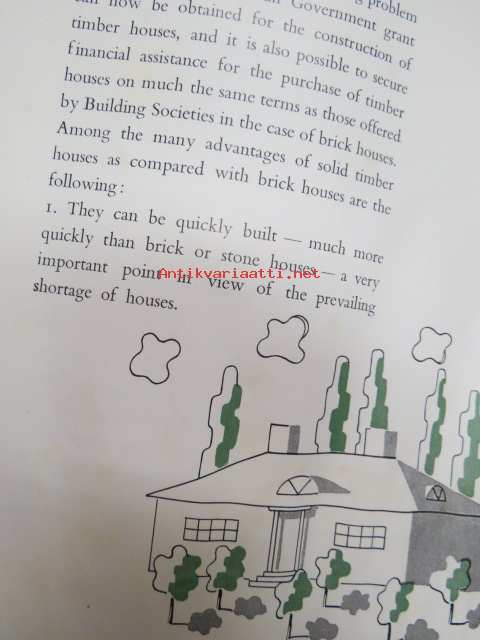 problem
can now be obtained for the construction of
Government grant
timber houses, and it is also possible to secure
financial assistance for the purchase of timber
houses on much the same terms as those offered
by Building Societies in the case of brick houses.
Among the many advantages of solid timber
houses as compared with brick houses are the
following:
1. They can be quickly built — much more
quickly than brick or stone houses — a very
important point in view of the prevailing
shortage of houses.
Antikvariaatti.net